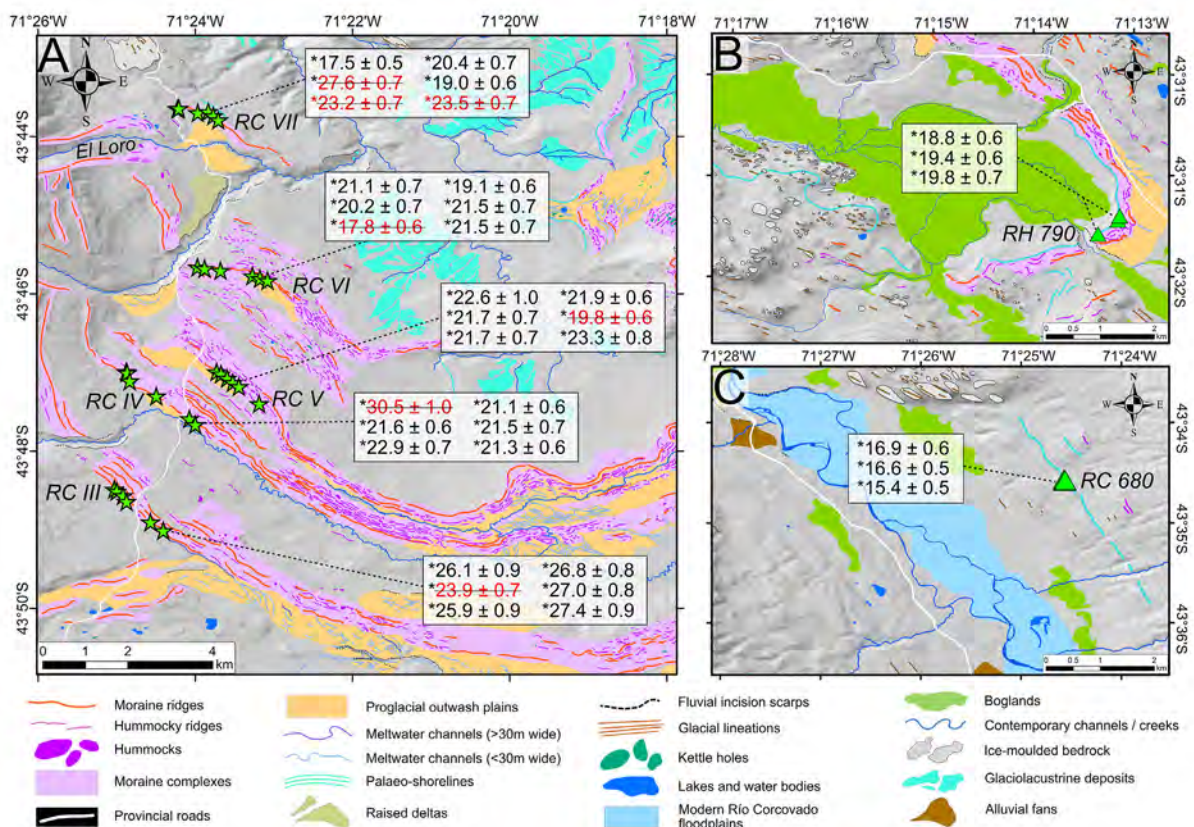 71°26'S 71°24'S 71°22'S 71°20'S 71°18'S
A
N
W E
S
*17.5 ± 0.5 *20.4 ± 0.7
*27.6 ± 0.7 *19.0 ± 0.6
*23.2 ± 0.7 *23.5 ± 0.7
RC VII
El Loro
43°44'S
*21.1 ± 0.7 *19.1 ± 0.6
*20.2 ± 0.7 *21.5 ± 0.7
*17.8 ± 0.6 *21.5 ± 0.7
RC VI
43°46'S
*22.6 ± 1.0 *21.9 ± 0.6
*21.7 ± 0.7 *19.8 ± 0.6
*21.7 ± 0.7 *23.3 ± 0.8
RC IV
RC V
*30.5 ± 1.0 *21.1 ± 0.6
*21.6 ± 0.6 *21.5 ± 0.7
*22.9 ± 0.7 *21.3 ± 0.6
43°48'S
RC III
*26.1 ± 0.9 *26.8 ± 0.8
*23.9 ± 0.7 *27.0 ± 0.8
*25.9 ± 0.9 *27.4 ± 0.9
43°50'S
0 1 2 4
km
71°26'S 71°24'S 71°22'S 71°20'S 71°18'S
71°17'S 71°16'S 71°15'S 71°14'S 71°13'S
B
N
W E
S
43°31'S
*18.8 ± 0.6
*19.4 ± 0.6
*19.8 ± 0.7
43°31'S
RH 790
43°32'S
0 0.5 1 2
km
71°28'S 71°27'S 71°26'S 71°25'S 71°24'S
C
N
W E
S
43°34'S
*16.9 ± 0.6
*16.6 ± 0.5
*15.4 ± 0.5
RC 680
43°35'S
43°36'S
0 0.5 1 2
km
Moraine ridges
Hummocky ridges
Hummocks
Moraine complexes
Provincial roads
Proglacial outwash plains
Meltwater channels (>30m wide)
Meltwater channels (<30m wide)
Palaeo-shorelines
Raised deltas
Fluvial incision scarps
Glacial lineations
Kettle holes
Lakes and water bodies
Modern Río Corcovado
floodplains
Boglands
Contemporary channels / creeks
Ice-moulded bedrock
Glaciolacustrine deposits
Alluvial fans